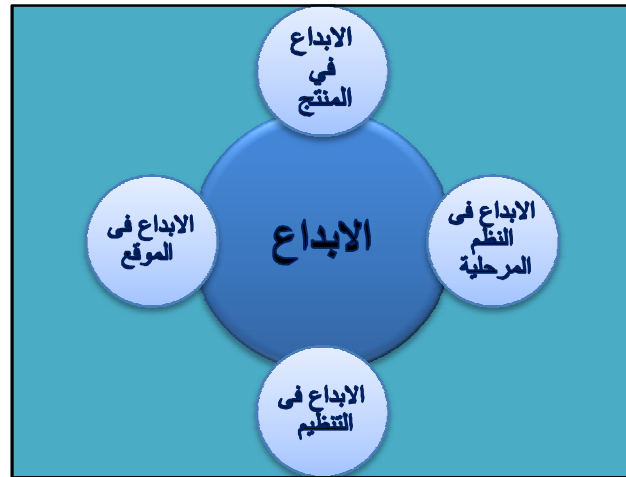 الابداع
في
المنتج
الابداع فى
النظم
المرحلية
الابداع
الابداع فى
الموقع
الابداع فى
التنظيم